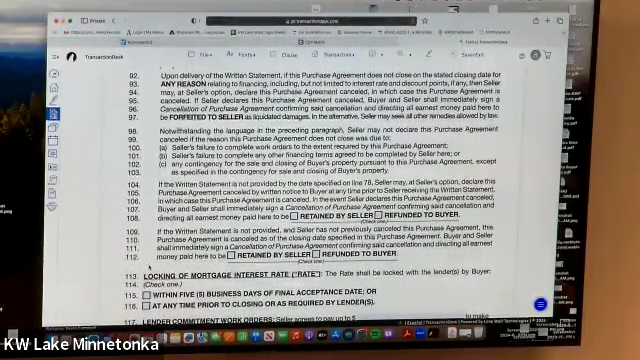 Private
pr.transactiondesk.com
TransactionDesk
File
Fonts
Clause
Transaction
92. Upon delivery of the Written Statement, if this Purchase Agreement does not close on the stated closing date for
93. ANY REASON relating to financing, including, but not limited to interest rate and discount points, if any, then Seller
94. may, at Seller's option, declare this Purchase Agreement canceled, in which case this Purchase Agreement is
95. canceled. If Seller declares this Purchase Agreement canceled, Buyer and Seller shall immediately sign a
96. Cancellation of Purchase Agreement confirming said cancellation and directing all earnest money paid here to
97. be FORFEITED TO SELLER as liquidated damages. In the alternative, Seller may seek all other remedies allowed by law.
98. Notwithstanding the language in the preceding paragraph, Seller may not declare this Purchase Agreement
99. canceled if the reason this Purchase Agreement does not close was due to:
100. (a) Seller's failure to complete work orders to the extent required by this Purchase Agreement;
101. (b) Seller's failure to complete any other financing terms agreed to be completed by Seller here; or
102. (c) any contingency for the sale and closing of Buyer's property pursuant to this Purchase Agreement, except
103. as specified in the contingency for sale and closing of Buyer's property.
104. If the Written Statement is not provided by the date specified on line 78, Seller may, at Seller's option, declare this
105. Purchase Agreement canceled by written notice to Buyer at any time prior to Seller receiving the Written Statement,
106. in which case this Purchase Agreement is canceled. In the event Seller declares this Purchase Agreement
107. canceled, Buyer and Seller shall immediately sign a Cancellation of Purchase Agreement confirming said cancellation and
108. directing all earnest money paid here to be RETAINED BY SELLER REFUNDED TO BUYER.
(Check one.)
109. If the Written Statement is not provided, and Seller has not previously canceled this Purchase Agreement, this
110. Purchase Agreement is canceled as of the closing date specified in this Purchase Agreement. Buyer and Seller
111. shall immediately sign a Cancellation of Purchase Agreement confirming said cancellation and directing all earnest
112. money paid here to be RETAINED BY SELLER REFUNDED TO BUYER
(Check one.)
113. LOCKING OF MORTGAGE INTEREST RATE ("RATE"): The Rate shall be locked with the lender(s) by Buyer:
114. (Check one.)
115. WITHIN FIVE (5) BUSINESS DAYS OF FINAL ACCEPTANCE DATE; OR
116. AT ANY TIME PRIOR TO CLOSING OR AS REQUIRED BY LENDER(S).
117. LENDER COMMITMENT WORK ORDERS: Seller agrees to pay up to $ to make
KW Lake Minnetonka